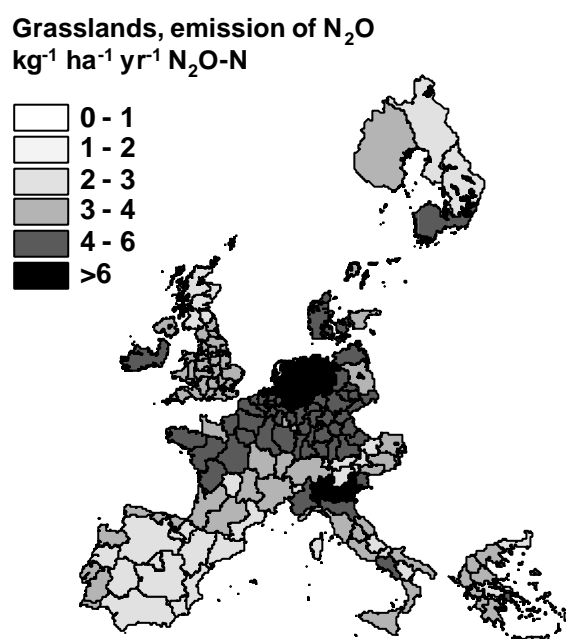 Grasslands, emission of N₂O
kg⁻¹ ha⁻¹ yr⁻¹ N₂O-N
0 - 1
1 - 2
2 - 3
3 - 4
4 - 6
>6